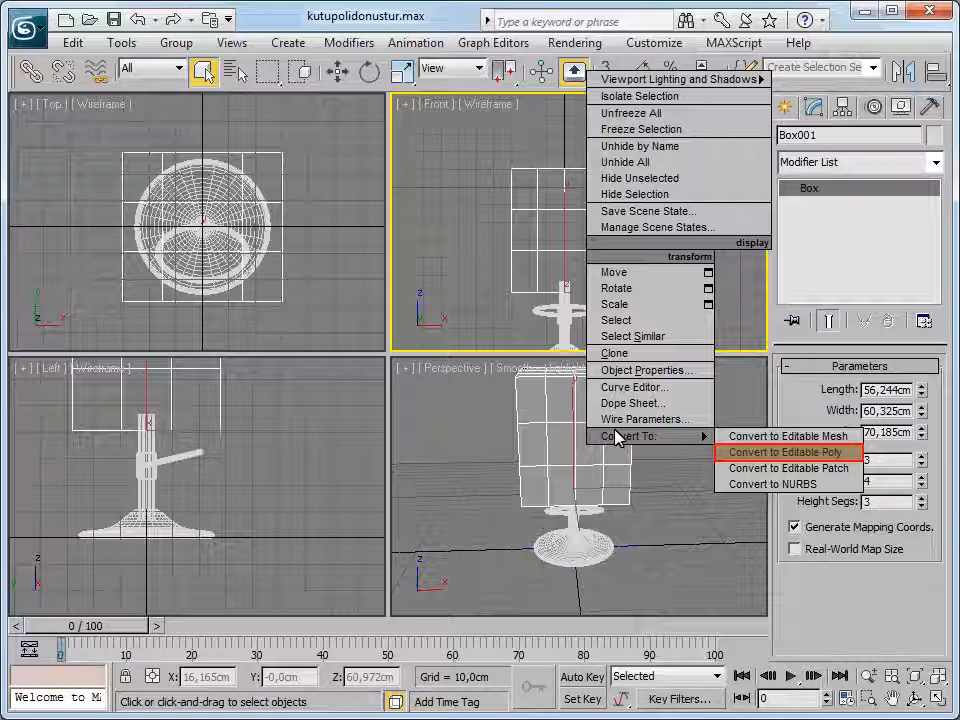 kutupolidonustur.max
Type a keyword or phrase
Edit Tools Group Views Create Modifiers Animation Graph Editors Rendering Customize MAXScript Help
All
View
3
Create Selection Se
[ + ] [ Top ] [ Wireframe ]
[ + ] [ Front ] [ Wireframe ]
Viewport Lighting and Shadows
Isolate Selection
Unfreeze All
Freeze Selection
Unhide by Name
Unhide All
Hide Unselected
Hide Selection
Save Scene State...
Manage Scene States...
display
transform
Move
Rotate
Scale
Select
Select Similar
Clone
Object Properties...
Curve Editor...
Dope Sheet...
Wire Parameters...
Convert To:
Convert to Editable Mesh
Convert to Editable Poly
Convert to Editable Patch
Convert to NURBS
Box001
Modifier List
Box
- Parameters
Length: 56,244cm
Width: 60,325cm
70,185cm
3
4
Height Segs: 3
Generate Mapping Coords.
Real-World Map Size
[ + ] [ Left ] [ Wireframe ]
[ + ] [ Perspective ]
z
x
z
x
z
y
z
x
< 0 / 100 >
0 10 20 30 40 50 60 70 80 90 100
X: 16,165cm Y: -0,0cm Z: 60,972cm Grid = 10,0cm
Auto Key Selected
Welcome to
Click or click-and-drag to select objects
Add Time Tag
Set Key Key Filters... 0